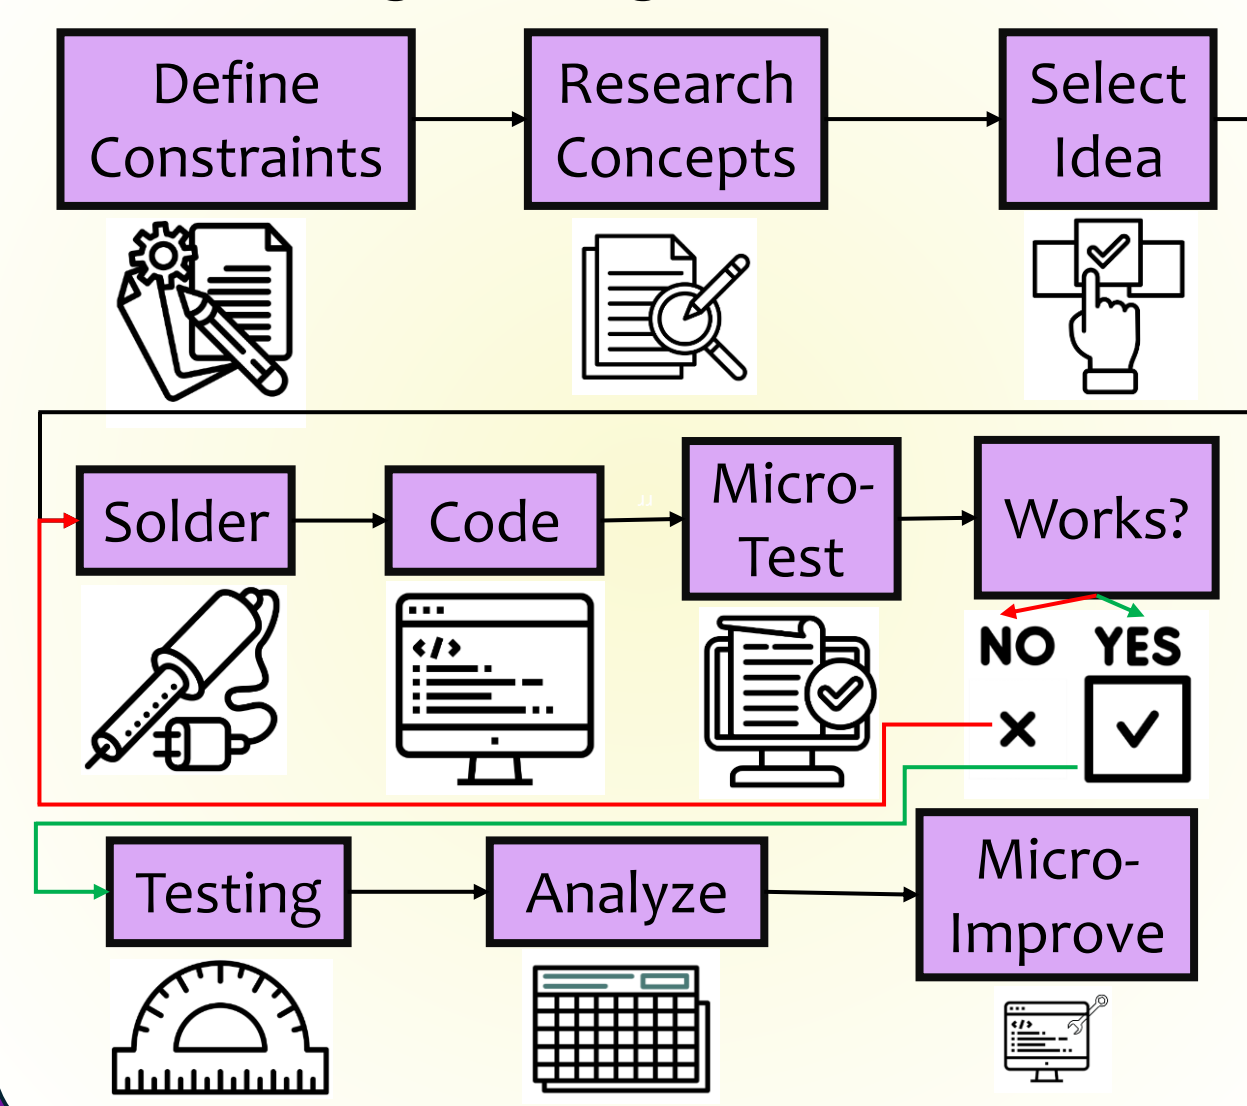 Define
Constraints
Research
Concepts
Select
Idea
Solder
Code
Micro-
Test
Works?
</>
NO
YES
Testing
Analyze
Micro-
Improve
</>